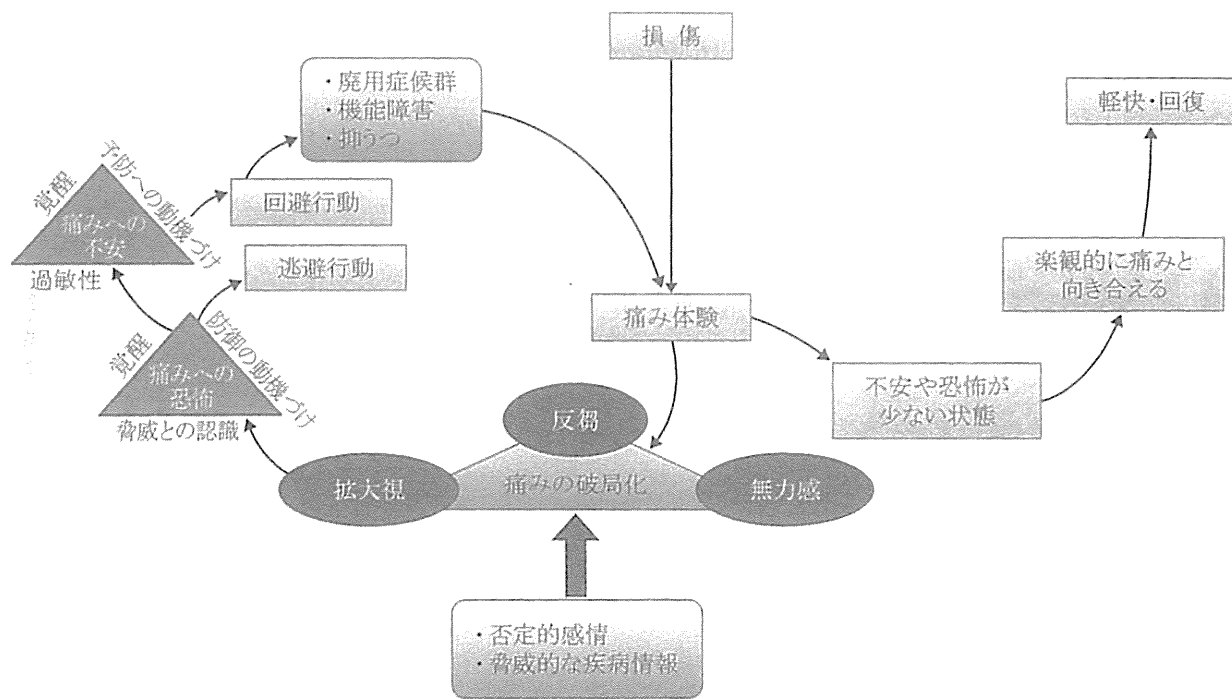 損 傷
・廃用症候群
・機能障害
・抑うつ
軽快・回復
覚醒
予防への動機づけ
痛みへの
不安
過敏性
回避行動
逃避行動
楽観的に痛みと
向き合える
痛み体験
覚醒
防御の動機づけ
痛みへの
恐怖
脅威との認識
不安や恐怖が
少ない状態
反芻
拡大視
痛みの破局化
無力感
・否定的感情
・脅威的な疾病情報